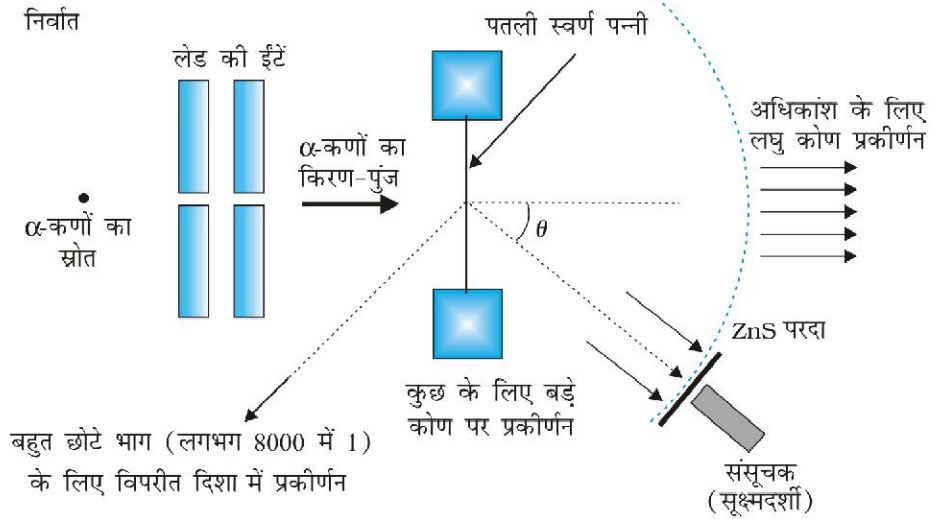 निर्वात
पतली स्वर्ण पन्नी
लेड की ईंटें
अधिकांश के लिए
लघु कोण प्रकीर्णन
α-कणों का
किरण-पुंज
α-कणों का
स्रोत
θ
ZnS परदा
कुछ के लिए बड़े
कोण पर प्रकीर्णन
बहुत छोटे भाग (लगभग 8000 में 1)
के लिए विपरीत दिशा में प्रकीर्णन
संसूचक
(सूक्ष्मदर्शी)